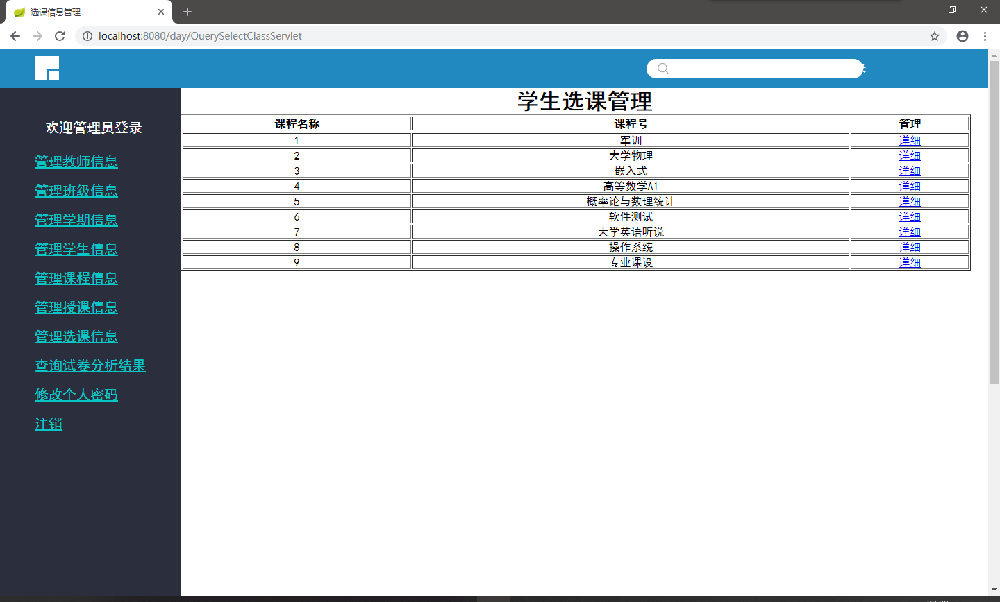 选课信息管理
localhost:8080/day/QuerySelectClassServlet
学生选课管理
欢迎管理员登录
管理教师信息
管理班级信息
管理学期信息
管理学生信息
管理课程信息
管理授课信息
管理选课信息
查询试卷分析结果
修改个人密码
注销
课程名称 课程号 管理
1 军训 详细
2 大学物理 详细
3 嵌入式 详细
4 高等数学A1 详细
5 概率论与数理统计 详细
6 软件测试 详细
7 大学英语听说 详细
8 操作系统 详细
9 专业课设 详细